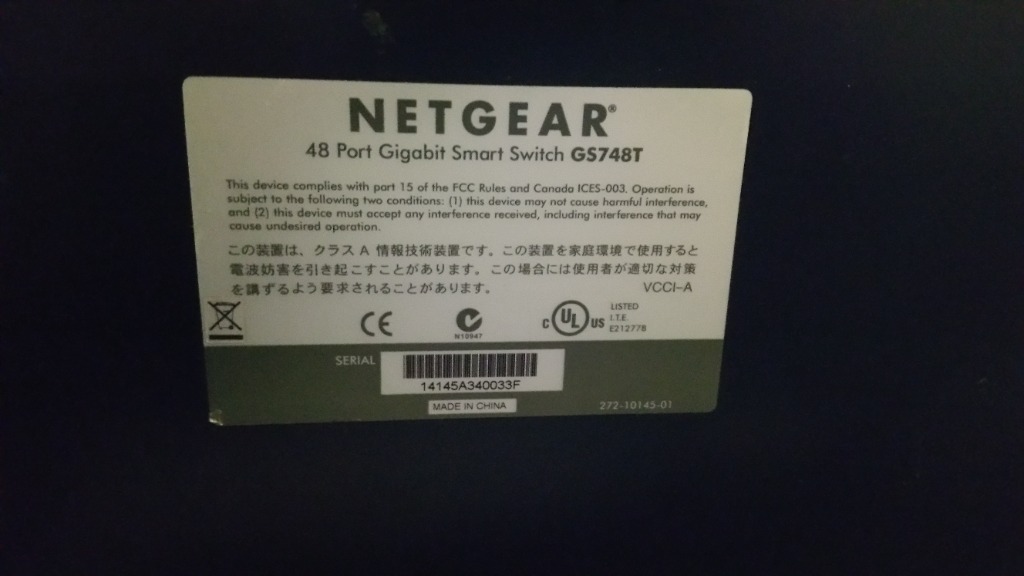 NETGEAR®
48 Port Gigabit Smart Switch GS748T
This device complies with part 15 of the FCC Rules and Canada ICES-003. Operation is
subject to the following two conditions: (1) this device may not cause harmful interference,
and (2) this device must accept any interference received, including interference that may
cause undesired operation.
この装置は、クラス A 情報技術装置です。この装置を家庭環境で使用すると
電波妨害を引き起こすことがあります。この場合には使用者が適切な対策
を講ずるよう要求されることがあります。 VCCI-A
CE
N10947
C UL US
LISTED
I.T.E.
E212778
SERIAL
14145A340033F
MADE IN CHINA
272-10145-01